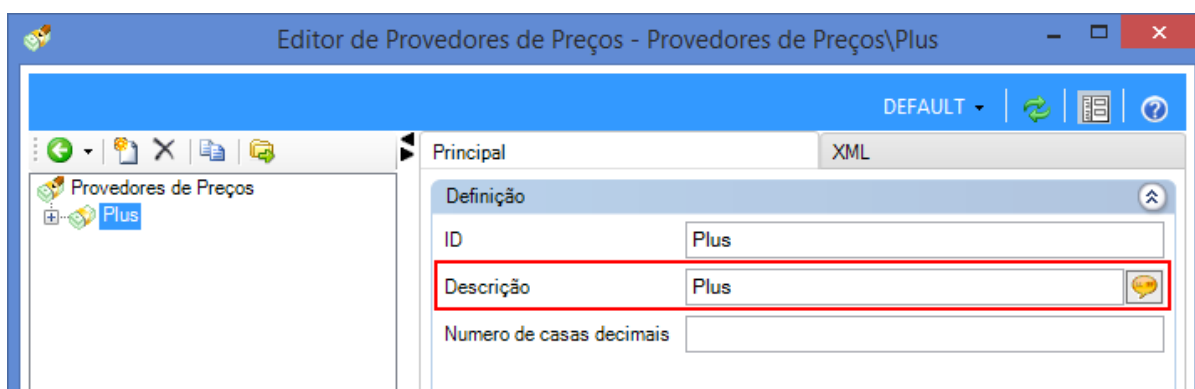 Editor de Provedores de Preços - Provedores de Preços\Plus
DEFAULT
Principal
XML
Provedores de Preços
Plus
Definição
ID
Plus
Descrição
Plus
Numero de casas decimais